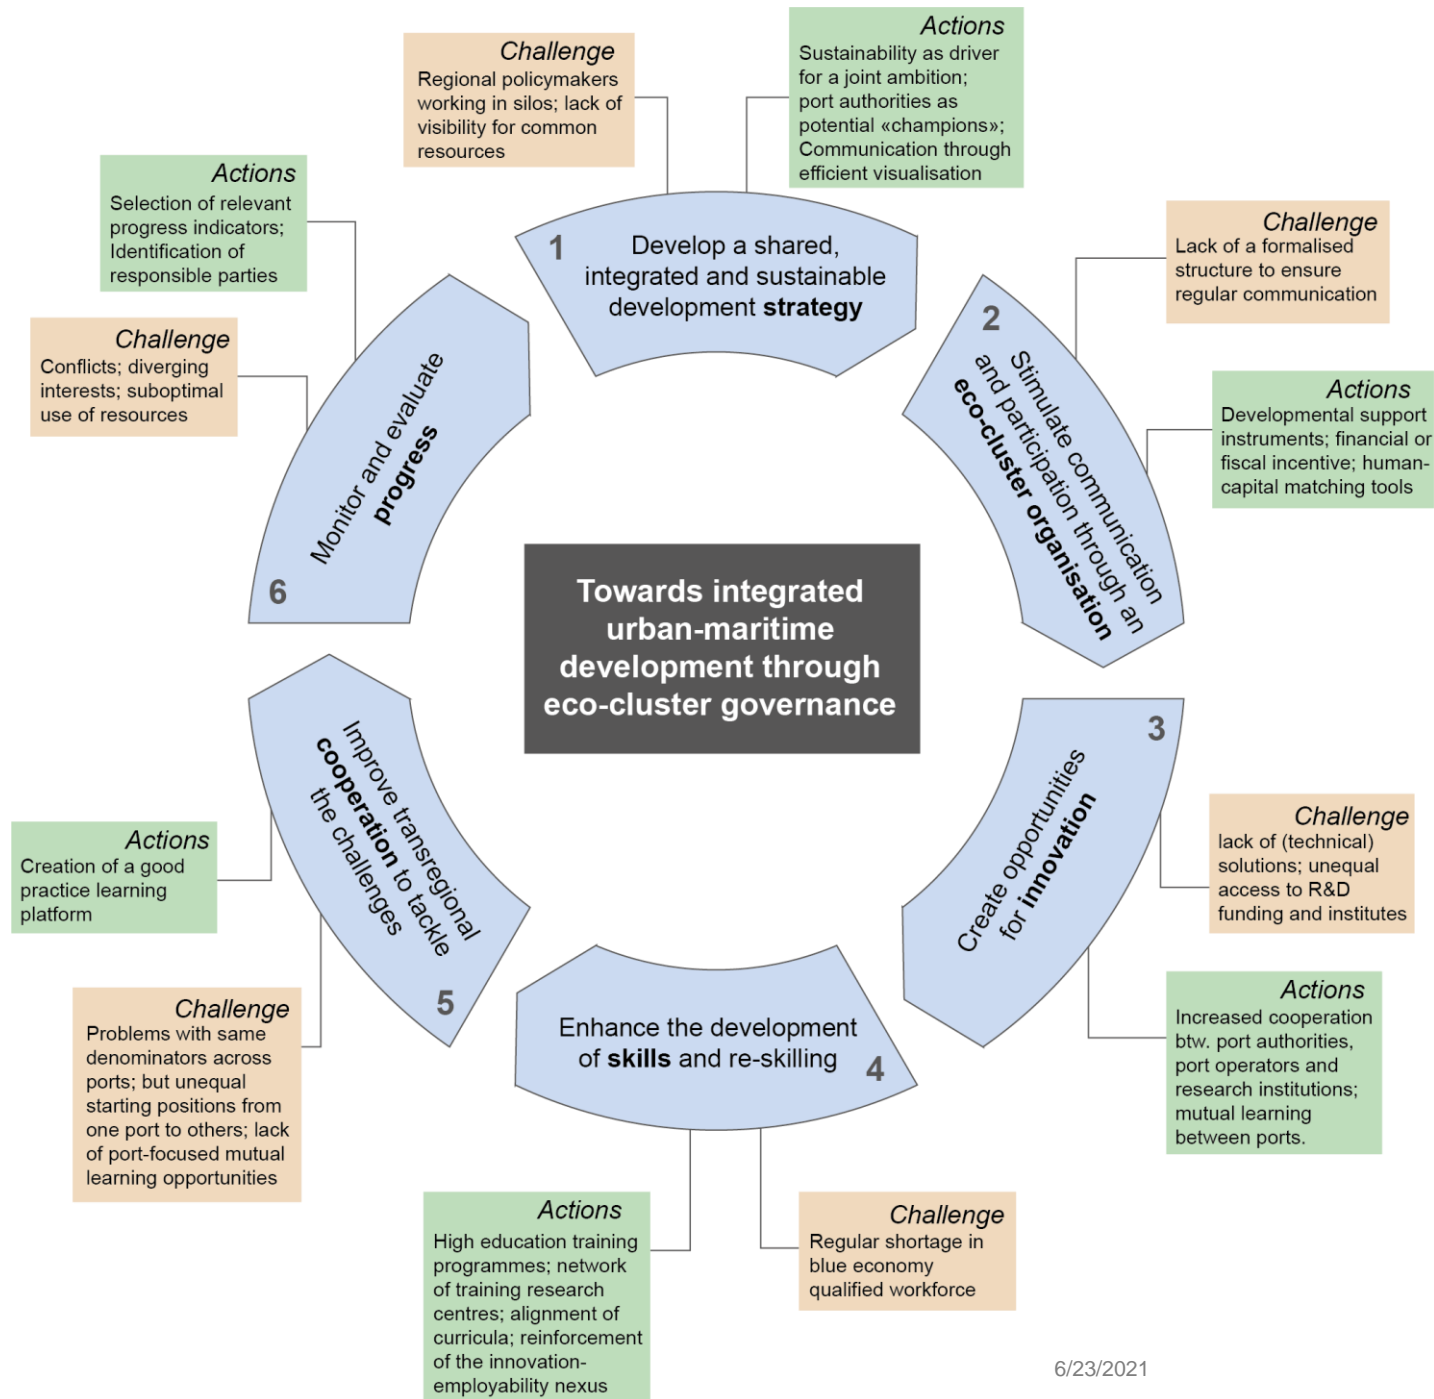 Challenge
Regional policymakers
working in silos; lack of
visibility for common
resources
Actions
Sustainability as driver
for a joint ambition;
port authorities as
potential «champions»;
Communication through
efficient visualisation
1
Develop a shared,
integrated and sustainable
development strategy
Challenge
Lack of a formalised
structure to ensure
regular communication
2
Stimulate communication
and participation through an
eco-cluster organisation
Actions
Developmental support
instruments; financial or
fiscal incentive; human-
capital matching tools
Towards integrated
urban-maritime
development through
eco-cluster governance
3
Create opportunities
for innovation
Challenge
lack of (technical)
solutions; unequal
access to R&D
funding and institutes
Actions
Increased cooperation
btw. port authorities,
port operators and
research institutions;
mutual learning
between ports.
Enhance the development
of skills and re-skilling
4
Challenge
Regular shortage in
blue economy
qualified workforce
Actions
High education training
programmes; network
of training research
centres; alignment of
curricula; reinforcement
of the innovation-
employability nexus
Improve transregional
cooperation to tackle
the challenges
5
Actions
Creation of a good
practice learning
platform
Challenge
Problems with same
denominators across
ports; but unequal
starting positions from
one port to others; lack
of port-focused mutual
learning opportunities
Monitor and evaluate
progress
6
Actions
Selection of relevant
progress indicators;
Identification of
responsible parties
Challenge
Conflicts; diverging
interests; suboptimal
use of resources
6/23/2021